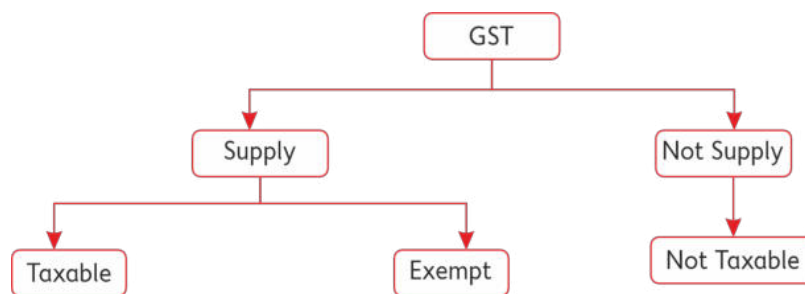 GST
Supply
Not Supply
Taxable
Exempt
Not Taxable